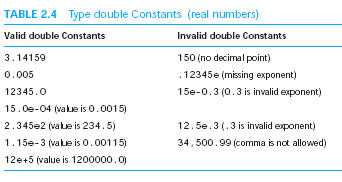 TABLE 2.4 Type double Constants (real numbers)
Valid double Constants Invalid double Constants
3.14159 150 (no decimal point)
0.005 .12345e (missing exponent)
12345.0 15e-0.3 (0.3 is invalid exponent)
15.0e-04 (value is 0.0015)
2.345e2 (value is 234.5) 12.5e.3 (.3 is invalid exponent)
1.15e-3 (value is 0.00115) 34,500.99 (comma is not allowed)
12e+5 (value is 1200000.0)